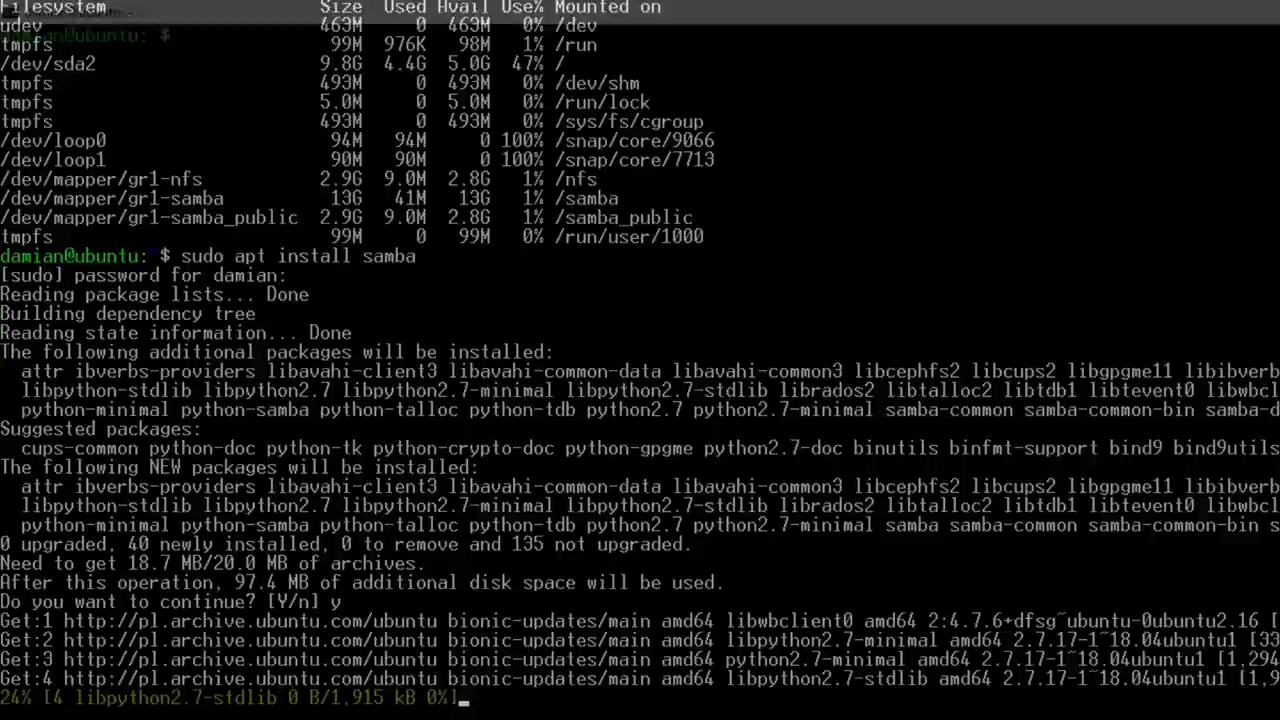 Filesystem Size Used Avail Use% Mounted on
udev 463M 0 463M 0% /dev
damian@ubuntu: $
tmpfs 99M 976K 98M 1% /run
/dev/sda2 9.8G 4.4G 5.0G 47% /
tmpfs 493M 0 493M 0% /dev/shm
tmpfs 5.0M 0 5.0M 0% /run/lock
tmpfs 493M 0 493M 0% /sys/fs/cgroup
/dev/loop0 94M 94M 0 100% /snap/core/9066
/dev/loop1 90M 90M 0 100% /snap/core/7713
/dev/mapper/gr1-nfs 2.9G 9.0M 2.8G 1% /nfs
/dev/mapper/gr1-samba 13G 41M 13G 1% /samba
/dev/mapper/gr1-samba_public 2.9G 9.0M 2.8G 1% /samba_public
tmpfs 99M 0 99M 0% /run/user/1000
damian@ubuntu:~$ sudo apt install samba
[sudo] password for damian:
Reading package lists... Done
Building dependency tree
Reading state information... Done
The following additional packages will be installed:
attr ibverbs-providers libavahi-client3 libavahi-common-data libavahi-common3 libcephfs2 libcups2 libgpgme11 libibverb
libpython-stdlib libpython2.7 libpython2.7-minimal libpython2.7-stdlib librados2 libtalloc2 libtdb1 libtevent0 libwbcl
python-minimal python-samba python-talloc python-tdb python2.7 python2.7-minimal samba-common samba-common-bin samba-d
Suggested packages:
cups-common python-doc python-tk python-crypto-doc python-gpgme python2.7-doc binutils binfmt-support bind9 bind9utils
The following NEW packages will be installed:
attr ibverbs-providers libavahi-client3 libavahi-common-data libavahi-common3 libcephfs2 libcups2 libgpgme11 libibverb
libpython-stdlib libpython2.7 libpython2.7-minimal libpython2.7-stdlib librados2 libtalloc2 libtdb1 libtevent0 libwbcl
python-minimal python-samba python-talloc python-tdb python2.7 python2.7-minimal samba samba-common samba-common-bin s
0 upgraded, 40 newly installed, 0 to remove and 135 not upgraded.
Need to get 18.7 MB/20.0 MB of archives.
After this operation, 97.4 MB of additional disk space will be used.
Do you want to continue? [Y/n] y
Get:1 http://pl.archive.ubuntu.com/ubuntu bionic-updates/main amd64 libwbclient0 amd64 2:4.7.6+dfsg~ubuntu-0ubuntu2.16 [
Get:2 http://pl.archive.ubuntu.com/ubuntu bionic-updates/main amd64 libpython2.7-minimal amd64 2.7.17-1~18.04ubuntu1 [33
Get:3 http://pl.archive.ubuntu.com/ubuntu bionic-updates/main amd64 python2.7-minimal amd64 2.7.17-1~18.04ubuntu1 [1,294
Get:4 http://pl.archive.ubuntu.com/ubuntu bionic-updates/main amd64 libpython2.7-stdlib amd64 2.7.17-1~18.04ubuntu1 [1,9
24% [4 libpython2.7-stdlib 0 B/1,915 kB 0%]